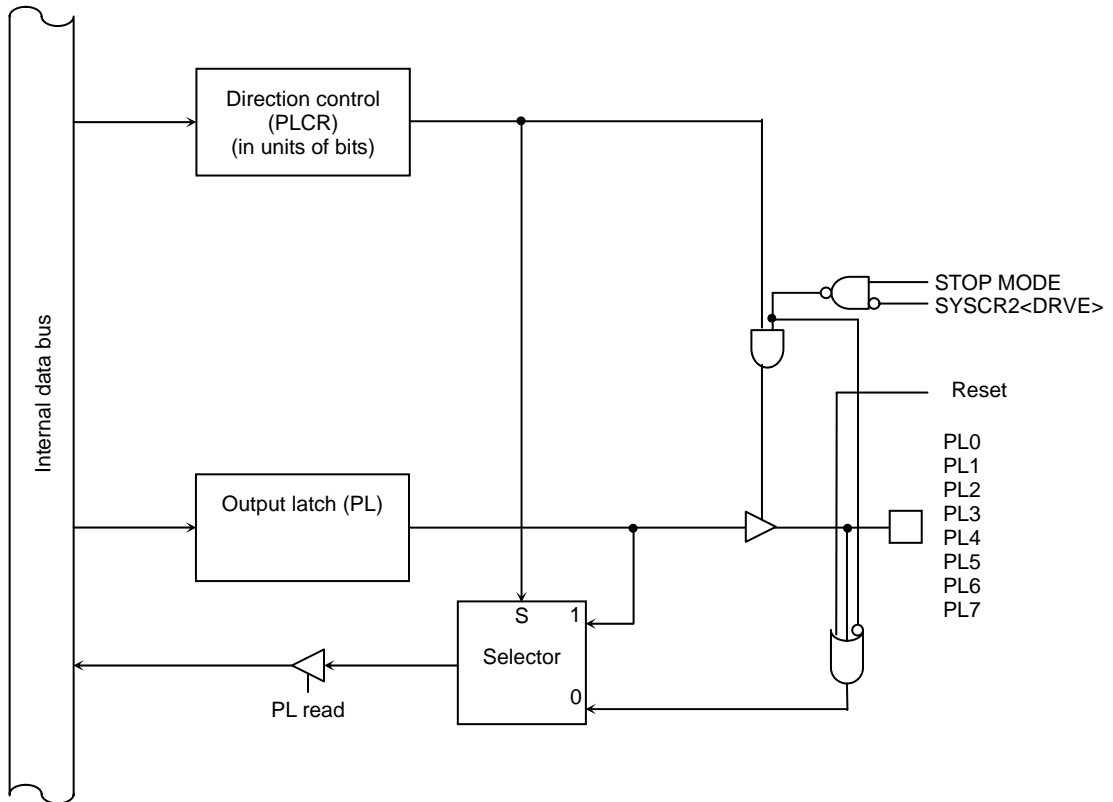 Internal data bus
Direction control
(PLCR)
(in units of bits)
STOP MODE
SYSCR2<DRVE>
Reset
Output latch (PL)
PL0
PL1
PL2
PL3
PL4
PL5
PL6
PL7
S
1
Selector
0
PL read